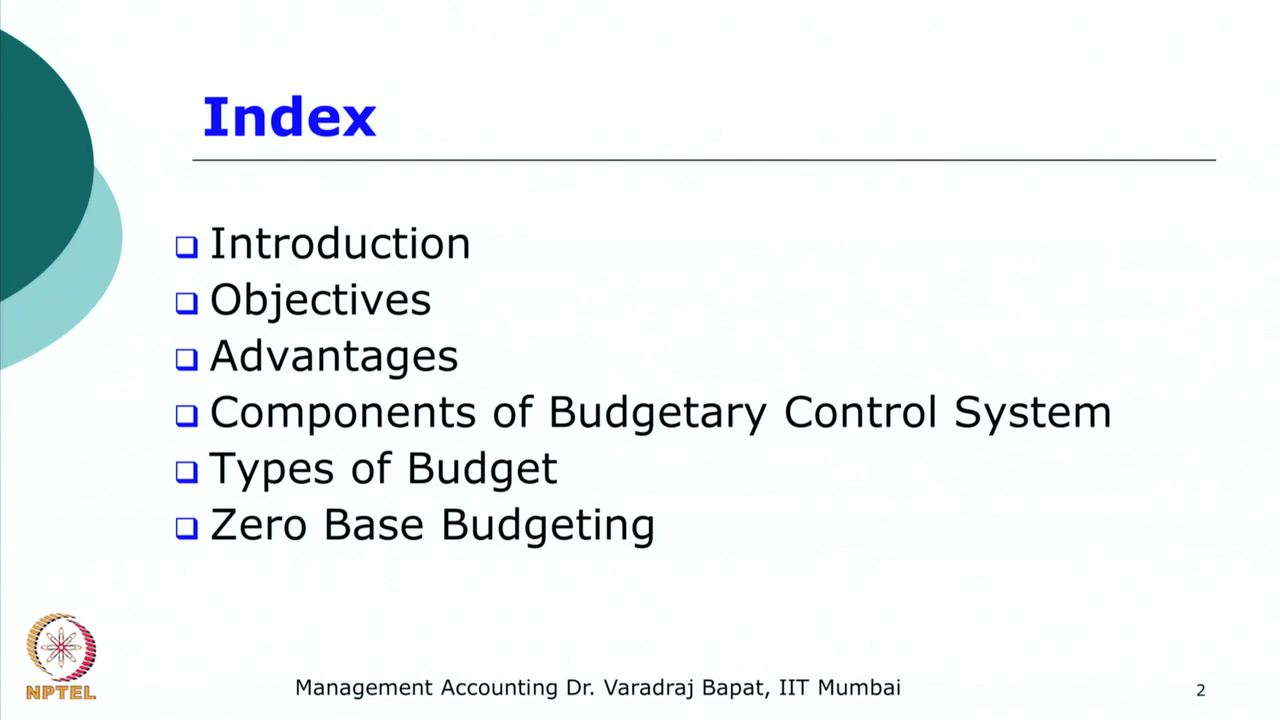 Index
Introduction
Objectives
Advantages
Components of Budgetary Control System
Types of Budget
Zero Base Budgeting
NPTEL
Management Accounting Dr. Varadraj Bapat, IIT Mumbai
2